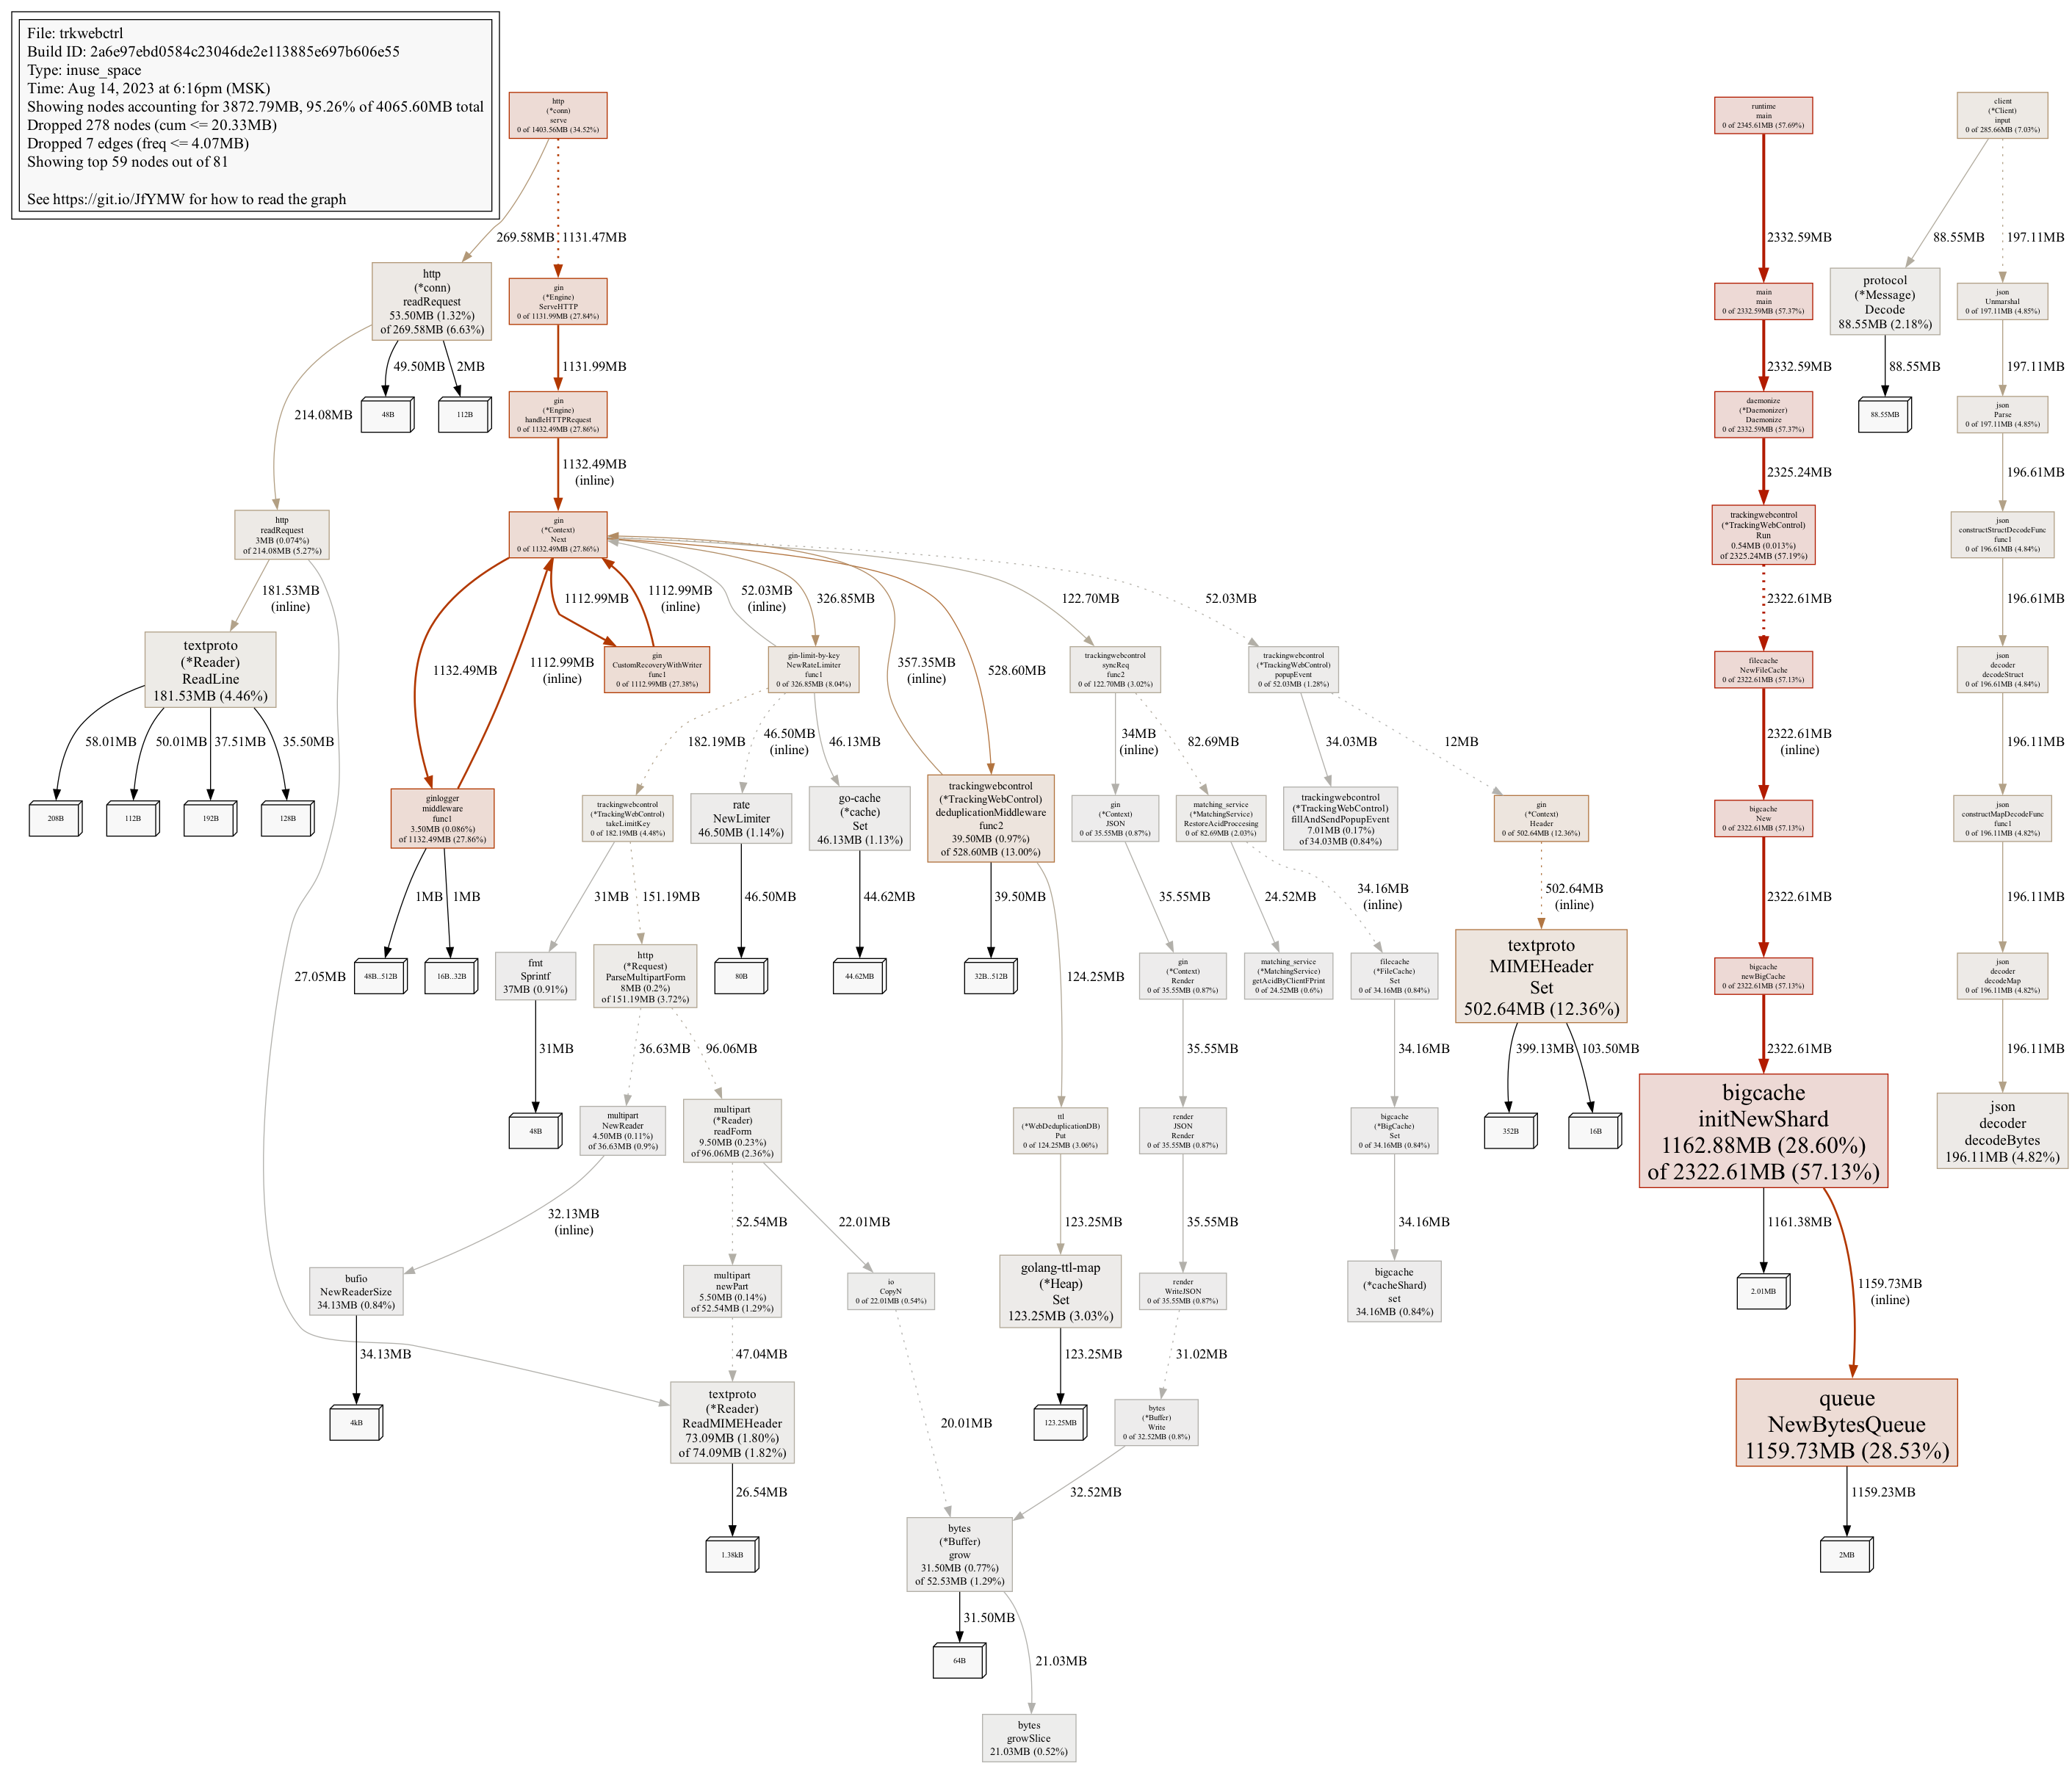 File: trkwebctrl
Build ID: 2a6e97ebd0584c23046de2e113885e697b606e55
Type: inuse_space
Time: Aug 14, 2023 at 6:16pm (MSK)
Showing nodes accounting for 3872.79MB, 95.26% of 4065.60MB total
Dropped 278 nodes (cum <= 20.33MB)
Dropped 7 edges (freq <= 4.07MB)
Showing top 59 nodes out of 81
See https://git.io/JfYMW for how to read the graph
http
(*conn)
serve
0 of 1403.56MB (34.52%)
runtime
main
0 of 2345.61MB (57.69%)
client
(*Client)
input
0 of 285.66MB (7.03%)
269.58MB
1131.47MB
2332.59MB
88.55MB
197.11MB
http
(*conn)
readRequest
53.50MB (1.32%)
of 269.58MB (6.63%)
gin
(*Engine)
ServeHTTP
0 of 1131.99MB (27.84%)
main
main
0 of 2332.59MB (57.37%)
protocol
(*Message)
Decode
88.55MB (2.18%)
json
Unmarshal
0 of 197.11MB (4.85%)
214.08MB
49.50MB
2MB
1131.99MB
2332.59MB
88.55MB
197.11MB
48B
112B
gin
(*Engine)
handleHTTPRequest
0 of 1132.49MB (27.86%)
daemonize
(*Daemonizer)
Daemonize
0 of 2332.59MB (57.37%)
88.55MB
json
Parse
0 of 197.11MB (4.85%)
1132.49MB
(inline)
2325.24MB
196.61MB
http
readRequest
3MB (0.074%)
of 214.08MB (5.27%)
gin
(*Context)
Next
0 of 1132.49MB (27.86%)
trackingwebcontrol
(*TrackingWebControl)
Run
0.54MB (0.013%)
of 2325.24MB (57.19%)
json
constructStructDecodeFunc
func1
0 of 196.61MB (4.84%)
181.53MB
(inline)
27.05MB
1132.49MB
1112.99MB
(inline)
1112.99MB
1112.99MB
(inline)
52.03MB
(inline)
326.85MB
357.35MB
(inline)
528.60MB
122.70MB
52.03MB
2322.61MB
196.61MB
textproto
(*Reader)
ReadLine
181.53MB (4.46%)
gin
CustomRecoveryWithWriter
func1
0 of 1112.99MB (27.38%)
gin-limit-by-key
NewRateLimiter
func1
0 of 326.85MB (8.04%)
trackingwebcontrol
syncReq
func2
0 of 122.70MB (3.02%)
trackingwebcontrol
(*TrackingWebControl)
popupEvent
0 of 52.03MB (1.28%)
filecache
NewFileCache
0 of 2322.61MB (57.13%)
json
decoder
decodeStruct
0 of 196.61MB (4.84%)
58.01MB
50.01MB
37.51MB
35.50MB
182.19MB
46.50MB
(inline)
46.13MB
34MB
(inline)
82.69MB
34.03MB
12MB
2322.61MB
(inline)
196.11MB
208B
112B
192B
128B
ginlogger
middleware
func1
3.50MB (0.086%)
of 1132.49MB (27.86%)
trackingwebcontrol
(*TrackingWebControl)
takeLimitKey
0 of 182.19MB (4.48%)
rate
NewLimiter
46.50MB (1.14%)
go-cache
(*cache)
Set
46.13MB (1.13%)
trackingwebcontrol
(*TrackingWebControl)
deduplicationMiddleware
func2
39.50MB (0.97%)
of 528.60MB (13.00%)
gin
(*Context)
JSON
0 of 35.55MB (0.87%)
matching_service
(*MatchingService)
RestoreAcidProccesing
0 of 82.69MB (2.03%)
trackingwebcontrol
(*TrackingWebControl)
fillAndSendPopupEvent
7.01MB (0.17%)
of 34.03MB (0.84%)
gin
(*Context)
Header
0 of 502.64MB (12.36%)
bigcache
New
0 of 2322.61MB (57.13%)
json
constructMapDecodeFunc
func1
0 of 196.11MB (4.82%)
1MB
1MB
31MB
151.19MB
46.50MB
44.62MB
39.50MB
124.25MB
35.55MB
24.52MB
34.16MB
(inline)
502.64MB
(inline)
2322.61MB
196.11MB
48B..512B
16B..32B
fmt
Sprintf
37MB (0.91%)
http
(*Request)
ParseMultipartForm
8MB (0.2%)
of 151.19MB (3.72%)
80B
44.62MB
32B..512B
gin
(*Context)
Render
0 of 35.55MB (0.87%)
matching_service
(*MatchingService)
getAcidByClientFPrint
0 of 24.52MB (0.6%)
filecache
(*FileCache)
Set
0 of 34.16MB (0.84%)
textproto
MIMEHeader
Set
502.64MB (12.36%)
bigcache
newBigCache
0 of 2322.61MB (57.13%)
json
decoder
decodeMap
0 of 196.11MB (4.82%)
31MB
36.63MB
96.06MB
35.55MB
34.16MB
399.13MB
103.50MB
2322.61MB
196.11MB
48B
multipart
NewReader
4.50MB (0.11%)
of 36.63MB (0.9%)
multipart
(*Reader)
readForm
9.50MB (0.23%)
of 96.06MB (2.36%)
ttl
(*WebDeduplicationDB)
Put
0 of 124.25MB (3.06%)
render
JSON
Render
0 of 35.55MB (0.87%)
bigcache
(*BigCache)
Set
0 of 34.16MB (0.84%)
352B
16B
bigcache
initNewShard
1162.88MB (28.60%)
of 2322.61MB (57.13%)
json
decoder
decodeBytes
196.11MB (4.82%)
32.13MB
(inline)
52.54MB
22.01MB
123.25MB
35.55MB
34.16MB
1161.38MB
1159.73MB
(inline)
bufio
NewReaderSize
34.13MB (0.84%)
multipart
newPart
5.50MB (0.14%)
of 52.54MB (1.29%)
io
CopyN
0 of 22.01MB (0.54%)
golang-ttl-map
(*Heap)
Set
123.25MB (3.03%)
render
WriteJSON
0 of 35.55MB (0.87%)
bigcache
(*cacheShard)
set
34.16MB (0.84%)
2.01MB
34.13MB
47.04MB
20.01MB
123.25MB
31.02MB
4kB
textproto
(*Reader)
ReadMIMEHeader
73.09MB (1.80%)
of 74.09MB (1.82%)
123.25MB
bytes
(*Buffer)
Write
0 of 32.52MB (0.8%)
queue
NewBytesQueue
1159.73MB (28.53%)
26.54MB
32.52MB
1159.23MB
1.38kB
bytes
(*Buffer)
grow
31.50MB (0.77%)
of 52.53MB (1.29%)
2MB
31.50MB
21.03MB
64B
bytes
growSlice
21.03MB (0.52%)